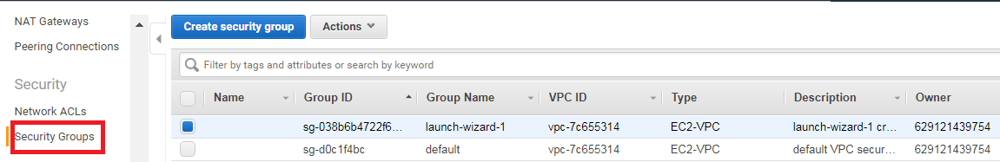 NAT Gateways
Peering Connections
Security
Network ACLs
Security Groups
Create security group Actions
Filter by tags and attributes or search by keyword
Name Group ID Group Name VPC ID Type Description Owner
sg-038b6b4722f6... launch-wizard-1 vpc-7c655314 EC2-VPC launch-wizard-1 cr... 629121439754
sg-d0c1f4bc default vpc-7c655314 EC2-VPC default VPC secur... 629121439754